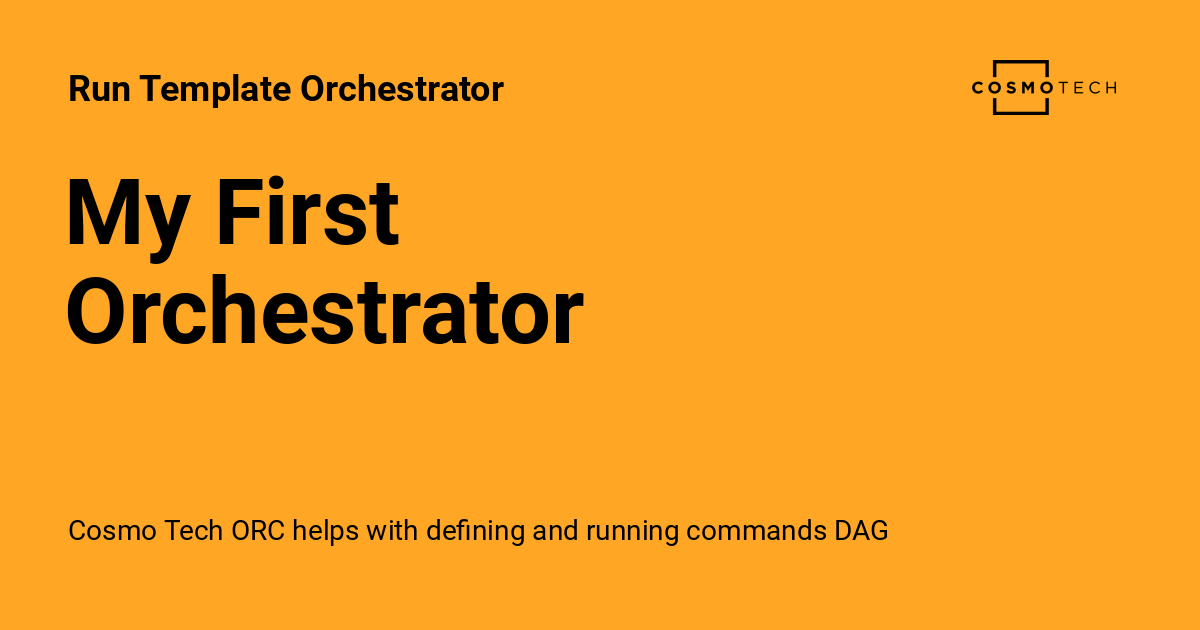 Run Template Orchestrator
COSMOTECH
My First
Orchestrator
Cosmo Tech ORC helps with defining and running commands DAG